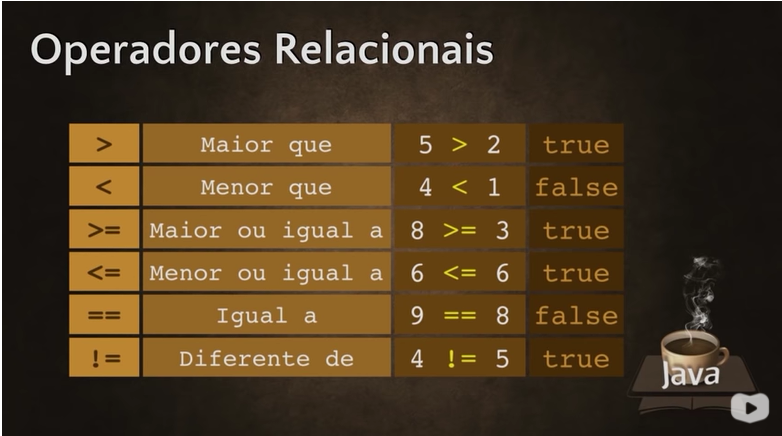 Operadores Relacionais
> Maior que 5 > 2 true
< Menor que 4 < 1 false
>= Maior ou igual a 8 >= 3 true
<= Menor ou igual a 6 <= 6 true
== Igual a 9 == 8 false
!= Diferente de 4 != 5 true
Java